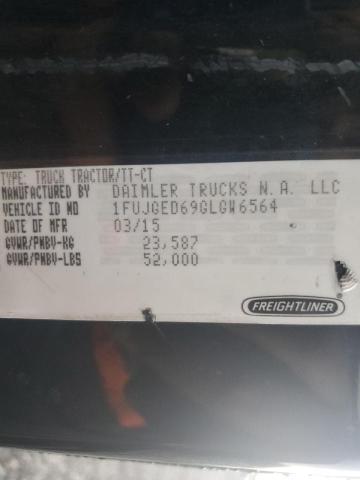 TYPE: TRUCK TRACTOR/TT-CT
MANUFACTURED BY DAIMLER TRUCKS N.A. LLC
VEHICLE ID NO 1FUJGED69GLGW6564
DATE OF MFR 03/15
GVWR/PNBV-KG 23,587
GVWR/PNBV-LBS 52,000
FREIGHTLINER